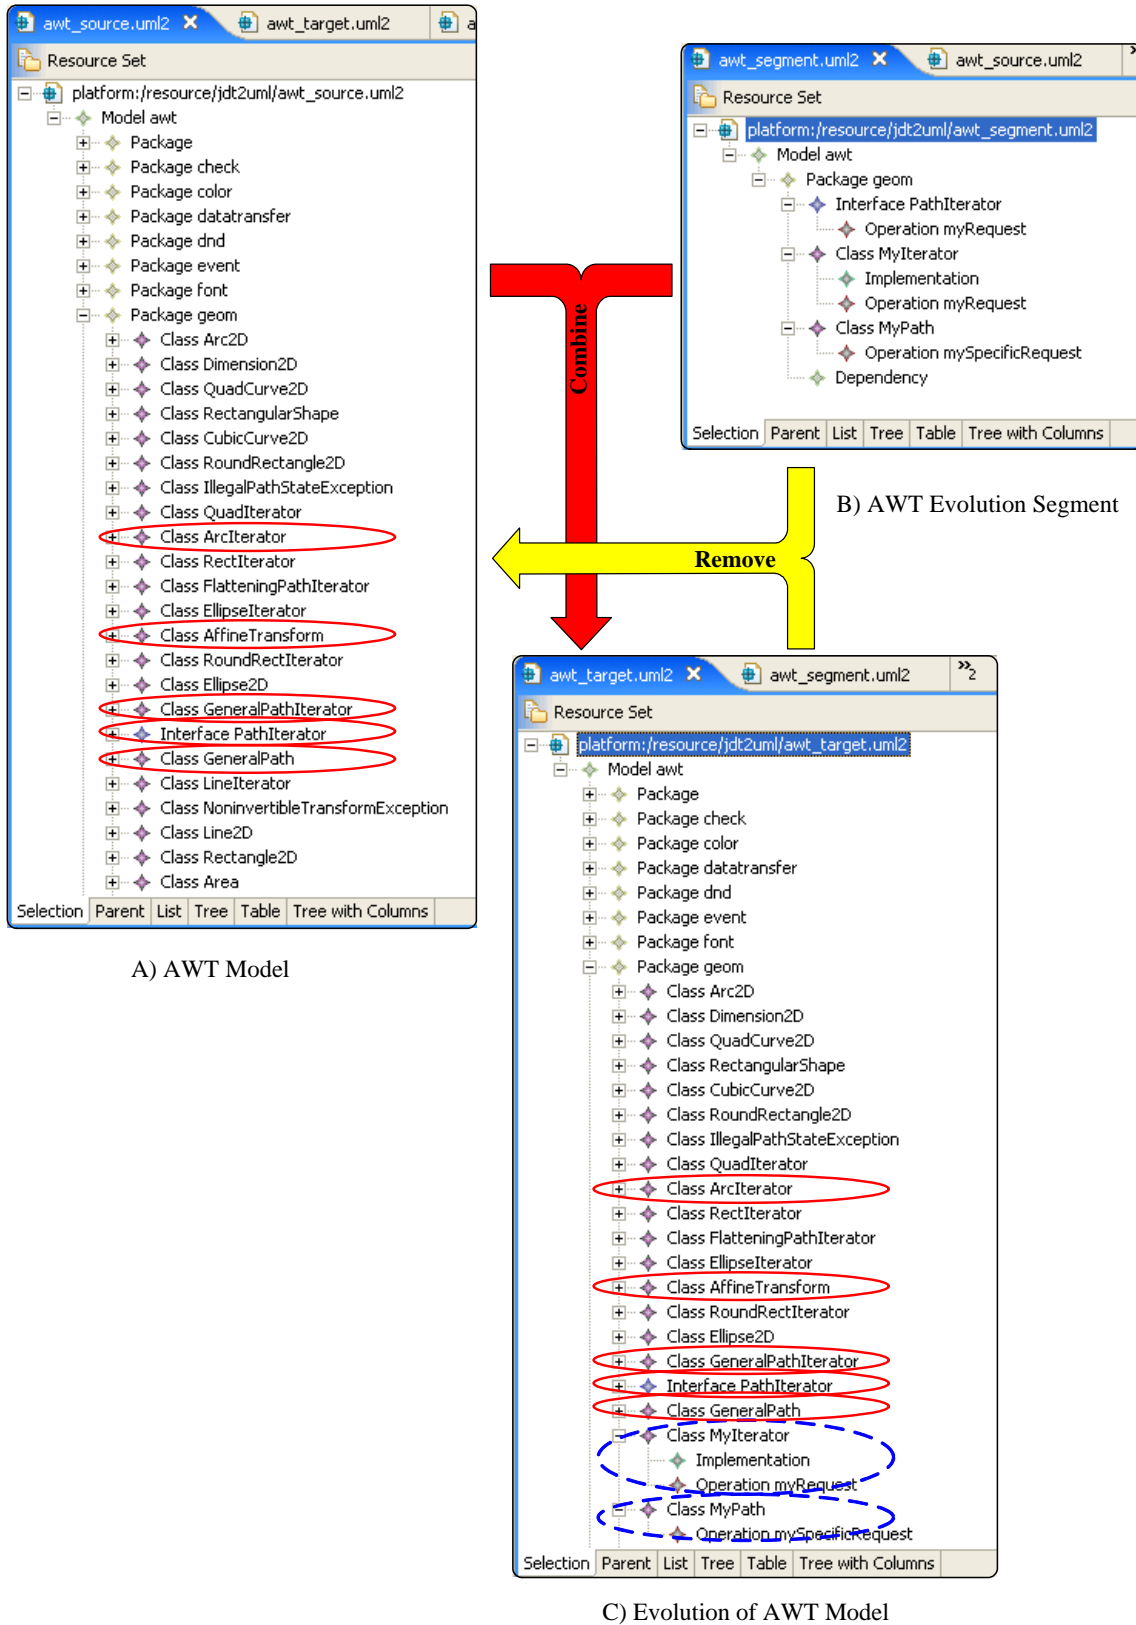 awt_source.uml2
awt_target.uml2
a
Resource Set
platform:/resource/jdt2uml/awt_source.uml2
Model awt
Package
Package check
Package color
Package datatransfer
Package dnd
Package event
Package font
Package geom
Class Arc2D
Class Dimension2D
Class QuadCurve2D
Class RectangularShape
Class CubicCurve2D
Class RoundRectangle2D
Class IllegalPathStateException
Class QuadIterator
Class ArcIterator
Class RectIterator
Class FlatteningPathIterator
Class EllipseIterator
Class AffineTransform
Class RoundRectIterator
Class Ellipse2D
Class GeneralPathIterator
Interface PathIterator
Class GeneralPath
Class LineIterator
Class NoninvertibleTransformException
Class Line2D
Class Rectangle2D
Class Area
Selection Parent List Tree Table Tree with Columns
A) AWT Model
Combine
Remove
awt_segment.uml2
awt_source.uml2
»
Resource Set
platform:/resource/jdt2uml/awt_segment.uml2
Model awt
Package geom
Interface PathIterator
Operation myRequest
Class MyIterator
Implementation
Operation myRequest
Class MyPath
Operation mySpecificRequest
Dependency
Selection Parent List Tree Table Tree with Columns
B) AWT Evolution Segment
awt_target.uml2
awt_segment.uml2
»2
Resource Set
platform:/resource/jdt2uml/awt_target.uml2
Model awt
Package
Package check
Package color
Package datatransfer
Package dnd
Package event
Package font
Package geom
Class Arc2D
Class Dimension2D
Class QuadCurve2D
Class RectangularShape
Class CubicCurve2D
Class RoundRectangle2D
Class IllegalPathStateException
Class QuadIterator
Class ArcIterator
Class RectIterator
Class FlatteningPathIterator
Class EllipseIterator
Class AffineTransform
Class RoundRectIterator
Class Ellipse2D
Class GeneralPathIterator
Interface PathIterator
Class GeneralPath
Class MyIterator
Implementation
Operation myRequest
Class MyPath
Operation mySpecificRequest
Selection Parent List Tree Table Tree with Columns
C) Evolution of AWT Model